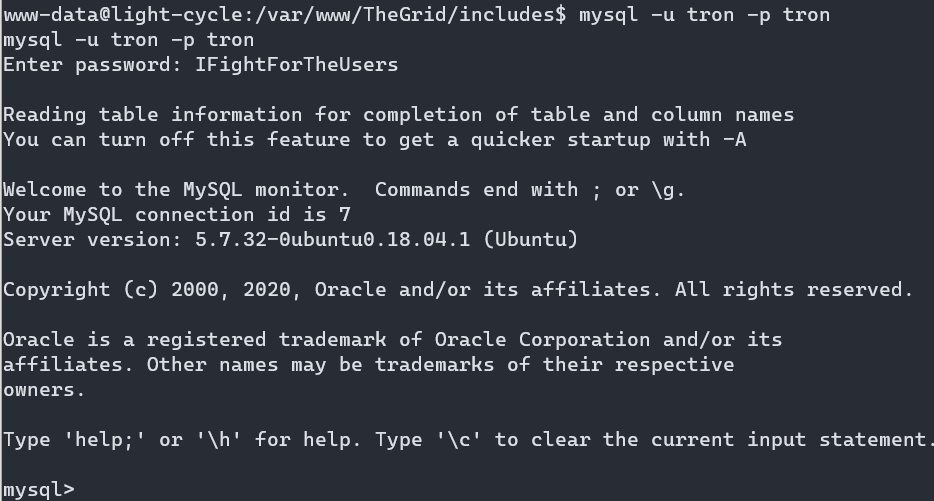 www-data@light-cycle:/var/www/TheGrid/includes$ mysql -u tron -p tron
mysql -u tron -p tron
Enter password: IFightForTheUsers
Reading table information for completion of table and column names
You can turn off this feature to get a quicker startup with -A
Welcome to the MySQL monitor.  Commands end with ; or \g.
Your MySQL connection id is 7
Server version: 5.7.32-0ubuntu0.18.04.1 (Ubuntu)
Copyright (c) 2000, 2020, Oracle and/or its affiliates. All rights reserved.
Oracle is a registered trademark of Oracle Corporation and/or its
affiliates. Other names may be trademarks of their respective
owners.
Type 'help;' or '\h' for help. Type '\c' to clear the current input statement.
mysql>